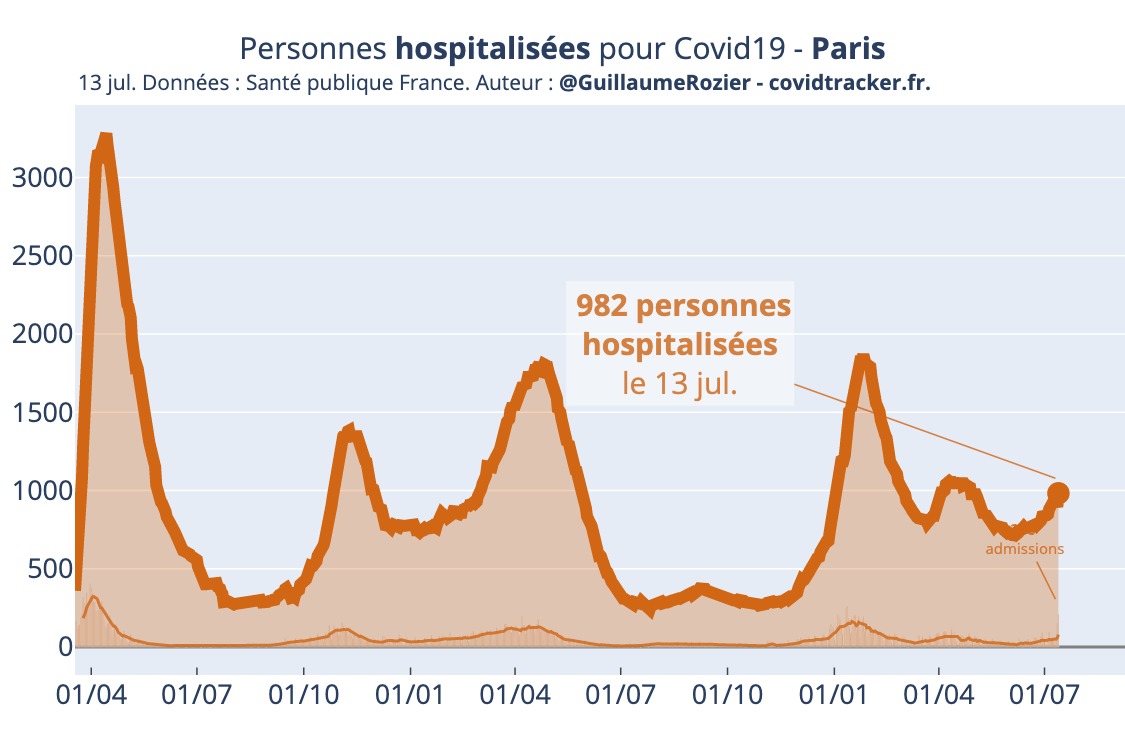 Personnes hospitalisées pour Covid19 - Paris
13 jul. Données : Santé publique France. Auteur : @GuillaumeRozier - covidtracker.fr.
3000
2500
2000
1500
1000
500
0
982 personnes
hospitalisées
le 13 jul.
admissions
01/04 01/07 01/10 01/01 01/04 01/07 01/10 01/01 01/04 01/07